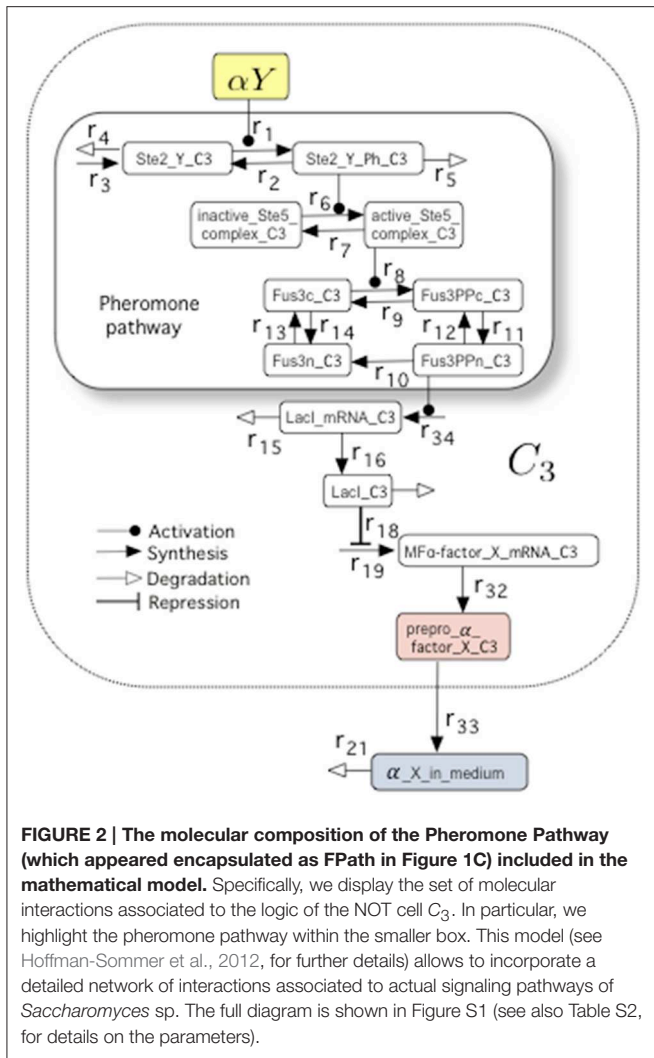 αY
r4
r1
Ste2_Y_C3
Ste2_Y_Ph_C3
r3
r2
r5
r6
inactive_Ste5_
complex_C3
active_Ste5_
complex_C3
r7
r8
Fus3c_C3
Fus3PPc_C3
Pheromone
pathway
r9
r13
r14
r12
r11
Fus3n_C3
Fus3PPn_C3
r10
LacI_mRNA_C3
r34
r15
r16
C3
LacI_C3
Activation
Synthesis
Degradation
Repression
r18
r19
MFα-factor_X_mRNA_C3
r32
prepro_α_
factor_X_C3
r33
r21
α_X_in_medium
FIGURE 2 | The molecular composition of the Pheromone Pathway
(which appeared encapsulated as FPath in Figure 1C) included in the
mathematical model. Specifically, we display the set of molecular
interactions associated to the logic of the NOT cell C3. In particular, we
highlight the pheromone pathway within the smaller box. This model (see
Hoffman-Sommer et al., 2012, for further details) allows to incorporate a
detailed network of interactions associated to actual signaling pathways of
Saccharomyces sp. The full diagram is shown in Figure S1 (see also Table S2,
for details on the parameters).